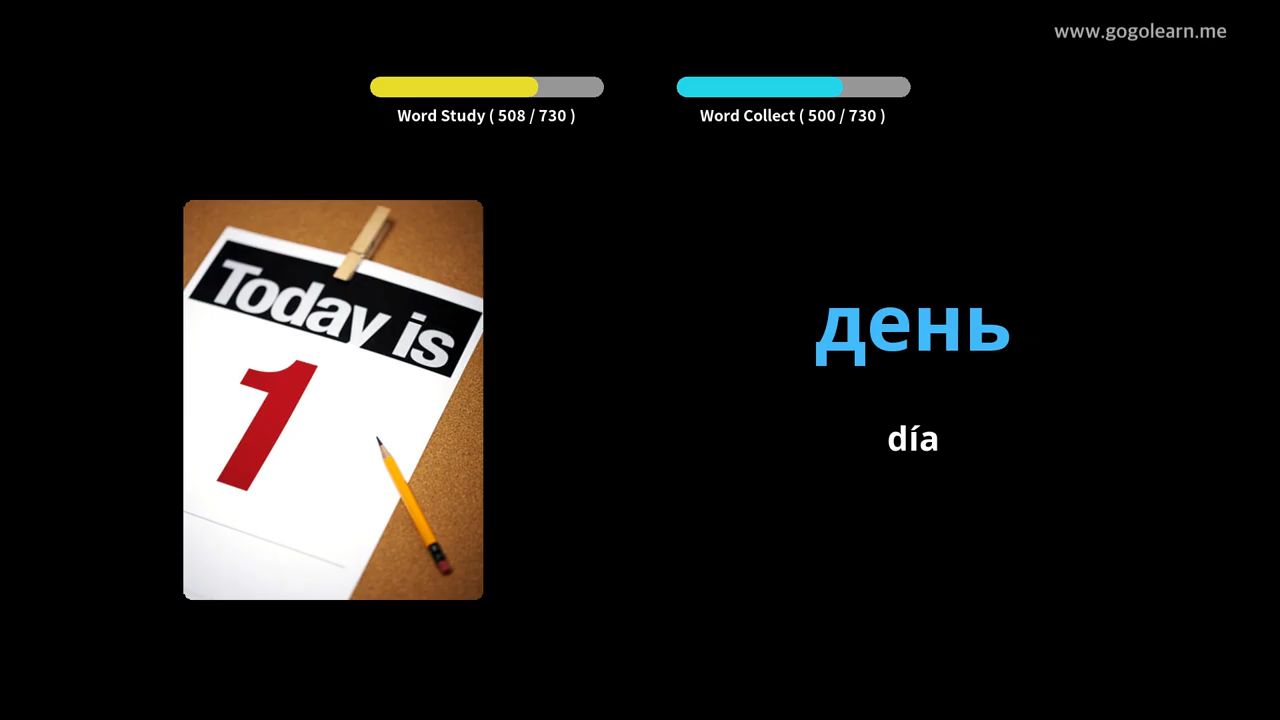 www.gogolearn.me
Word Study ( 508 / 730 )
Word Collect ( 500 / 730 )
Today is
1
день
día